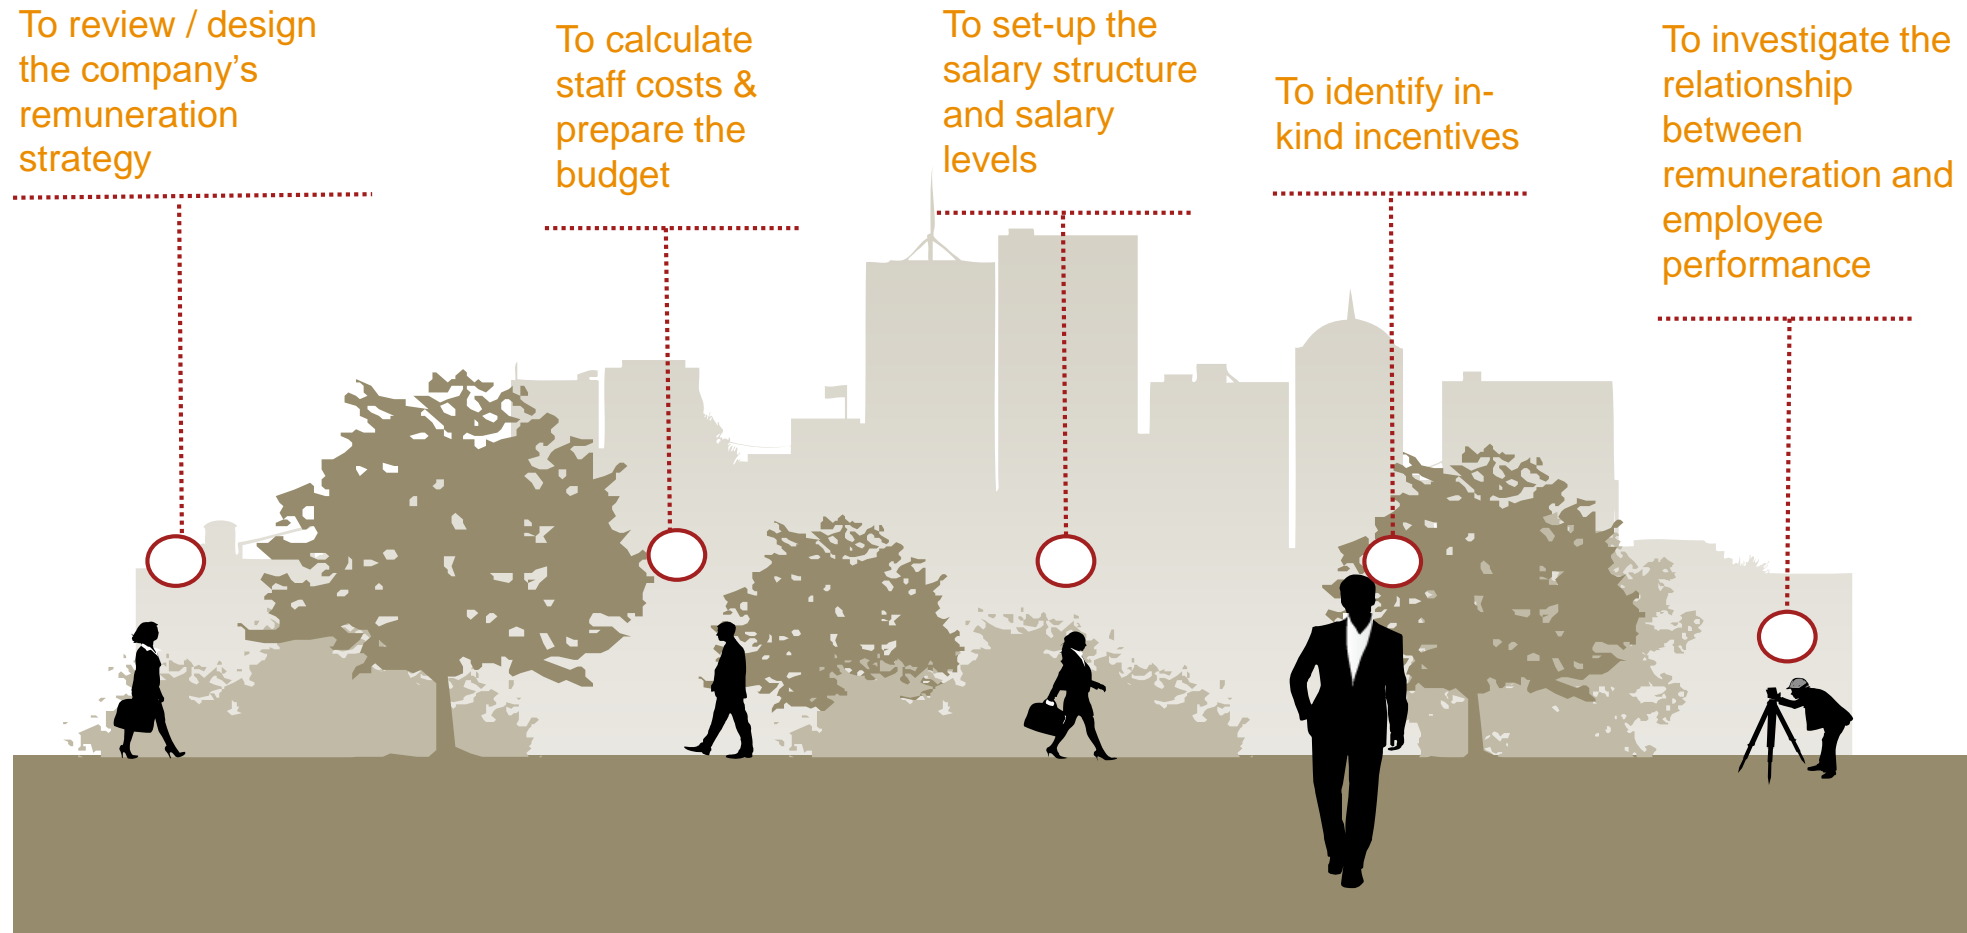 To review / design
the company’s
remuneration
strategy
To calculate
staff costs &
prepare the
budget
To set-up the
salary structure
and salary
levels
To identify in-
kind incentives
To investigate the
relationship
between
remuneration and
employee
performance